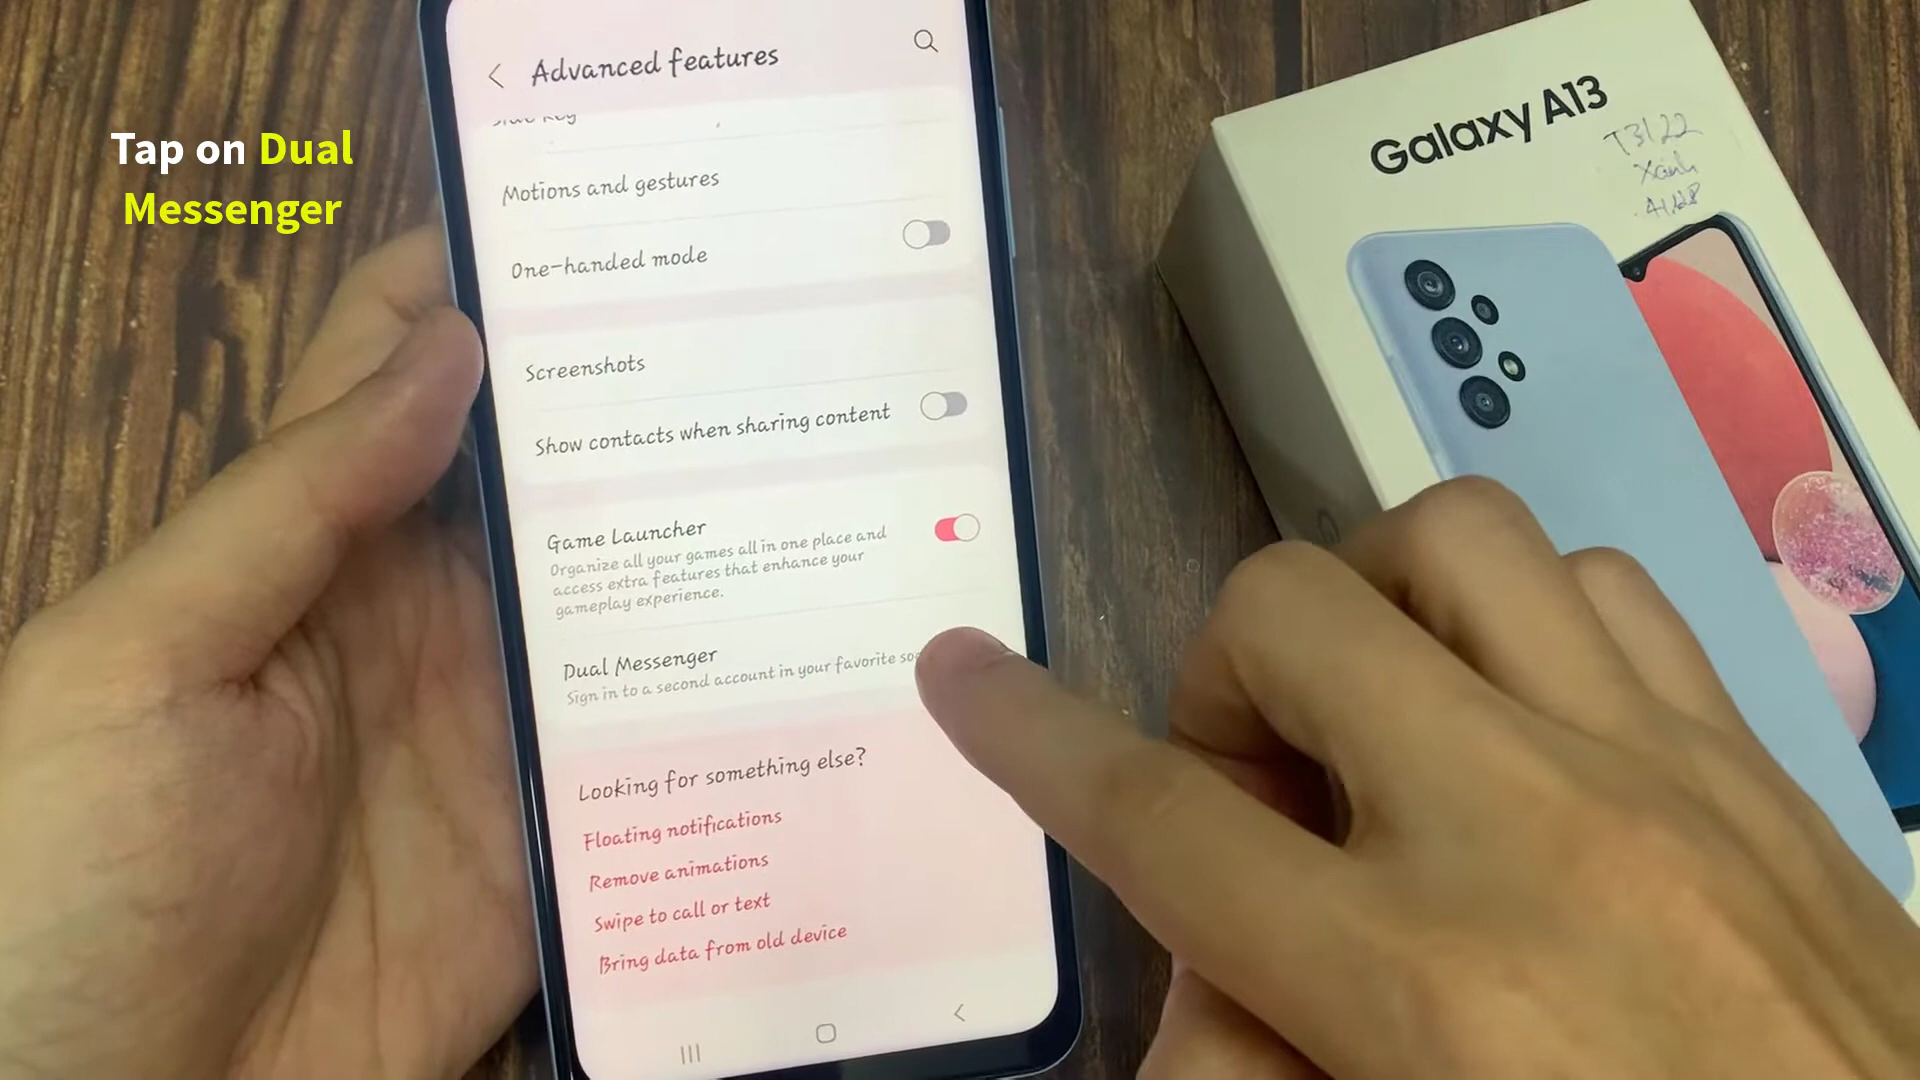 Tap on Dual
Messenger
Advanced features
Motions and gestures
One-handed mode
Screenshots
Show contacts when sharing content
Game Launcher
Organize all your games all in one place and
access extra features that enhance your
gameplay experience.
Dual Messenger
Sign in to a second account in your favorite
Looking for something else?
Floating notifications
Remove animations
Swipe to call or text
Bring data from old device
Galaxy A13
T3/22
Xanh